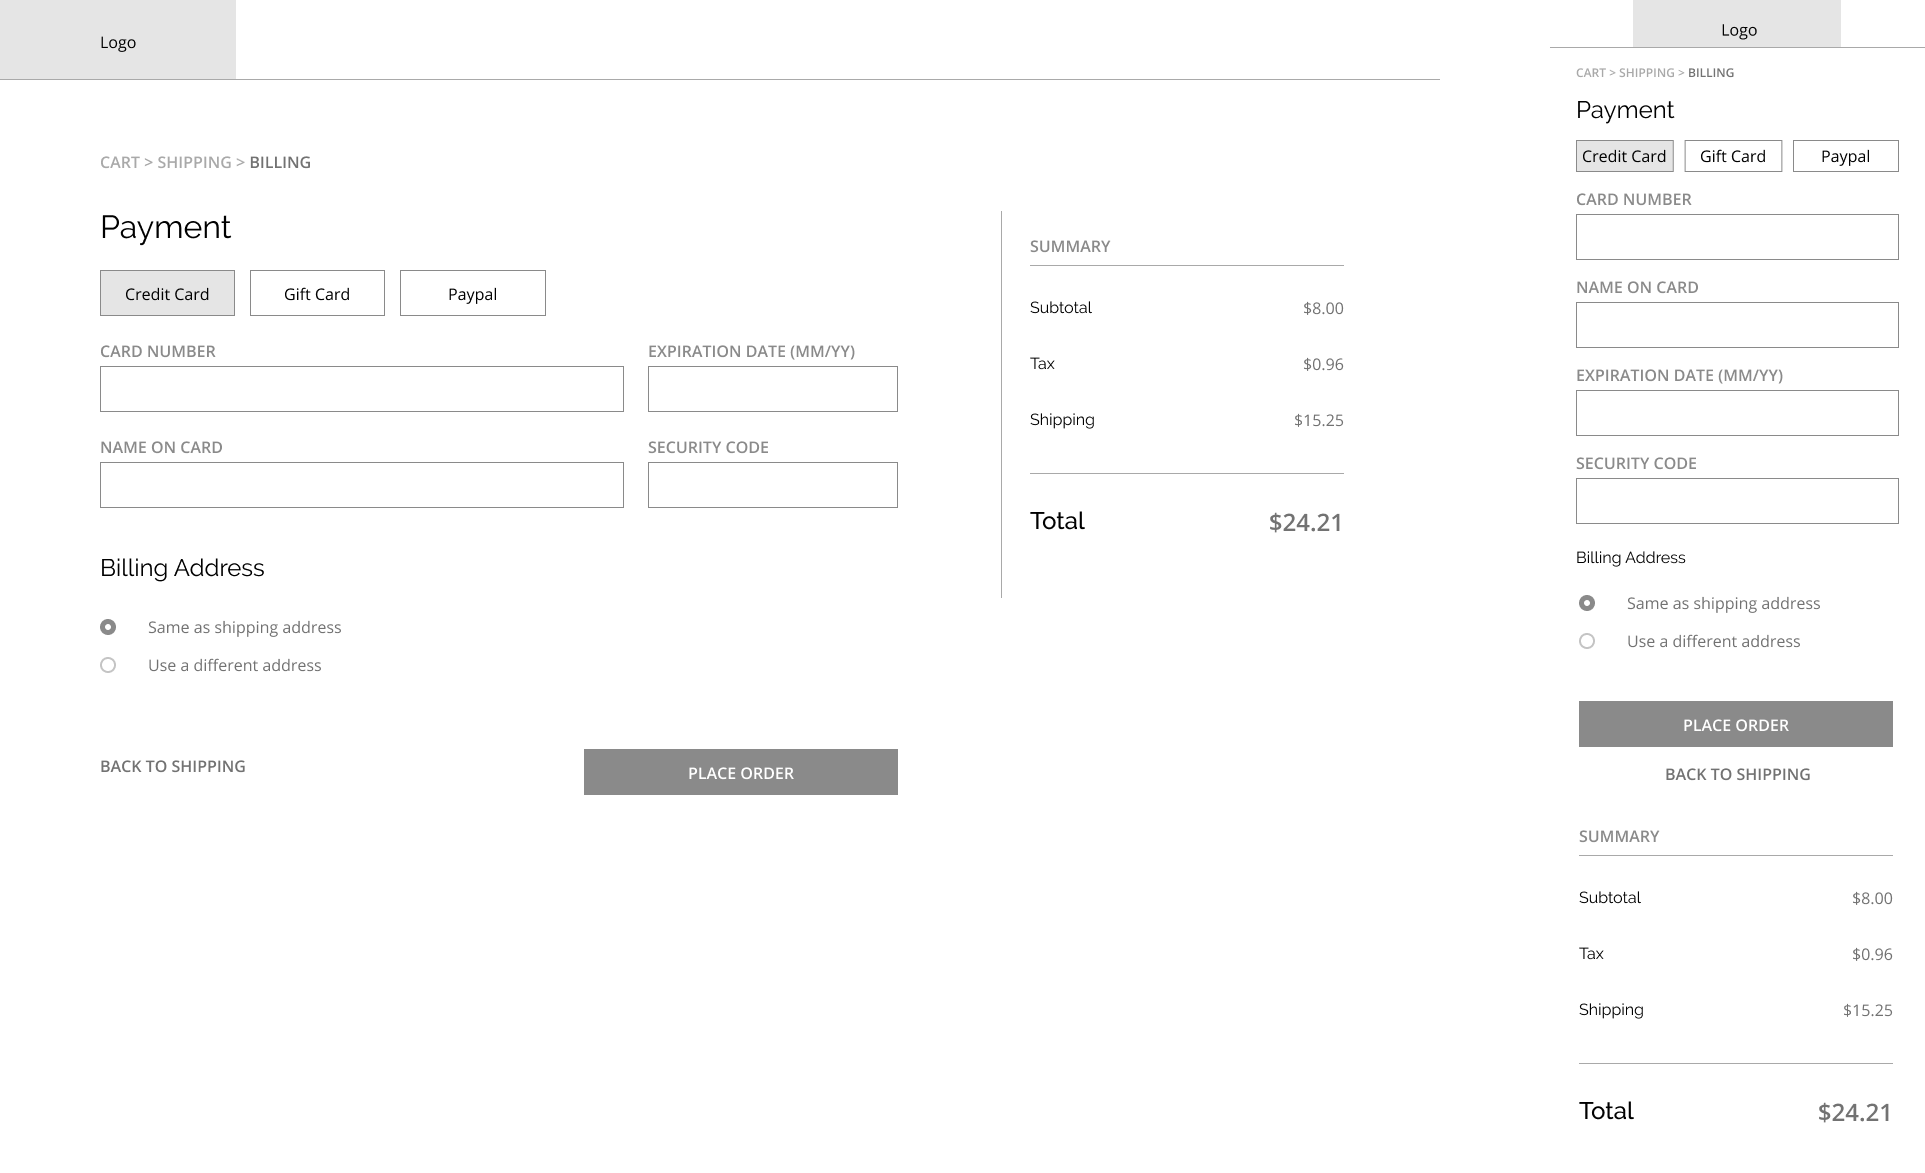 Logo
CART > SHIPPING > BILLING
Payment
Credit Card
Gift Card
Paypal
CARD NUMBER
EXPIRATION DATE (MM/YY)
NAME ON CARD
SECURITY CODE
Billing Address
Same as shipping address
Use a different address
BACK TO SHIPPING
PLACE ORDER
SUMMARY
Subtotal $8.00
Tax $0.96
Shipping $15.25
Total $24.21
Logo
CART > SHIPPING > BILLING
Payment
Credit Card
Gift Card
Paypal
CARD NUMBER
NAME ON CARD
EXPIRATION DATE (MM/YY)
SECURITY CODE
Billing Address
Same as shipping address
Use a different address
PLACE ORDER
BACK TO SHIPPING
SUMMARY
Subtotal $8.00
Tax $0.96
Shipping $15.25
Total $24.21